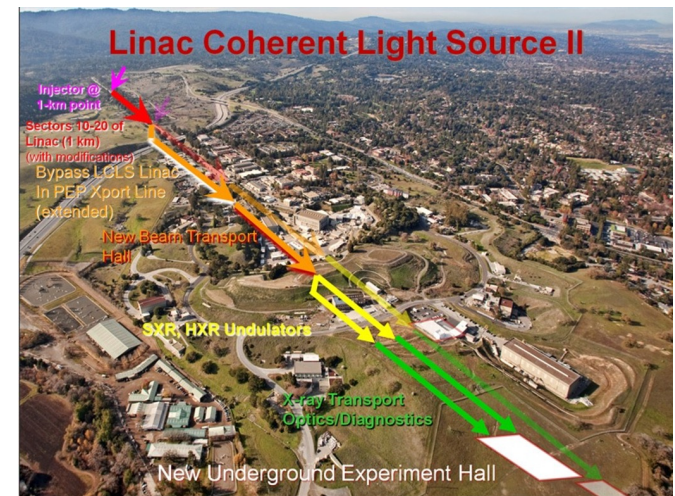 Linac Coherent Light Source II
Injector @
1-km point
Sectors 10-20 of
Linac (1 km)
(with modifications)
Bypass LCLS Linac
In PEP Xport Line
(extended)
New Beam Transport
Hall
SXR, HXR Undulators
X-ray Transport
Optics/Diagnostics
New Underground Experiment Hall